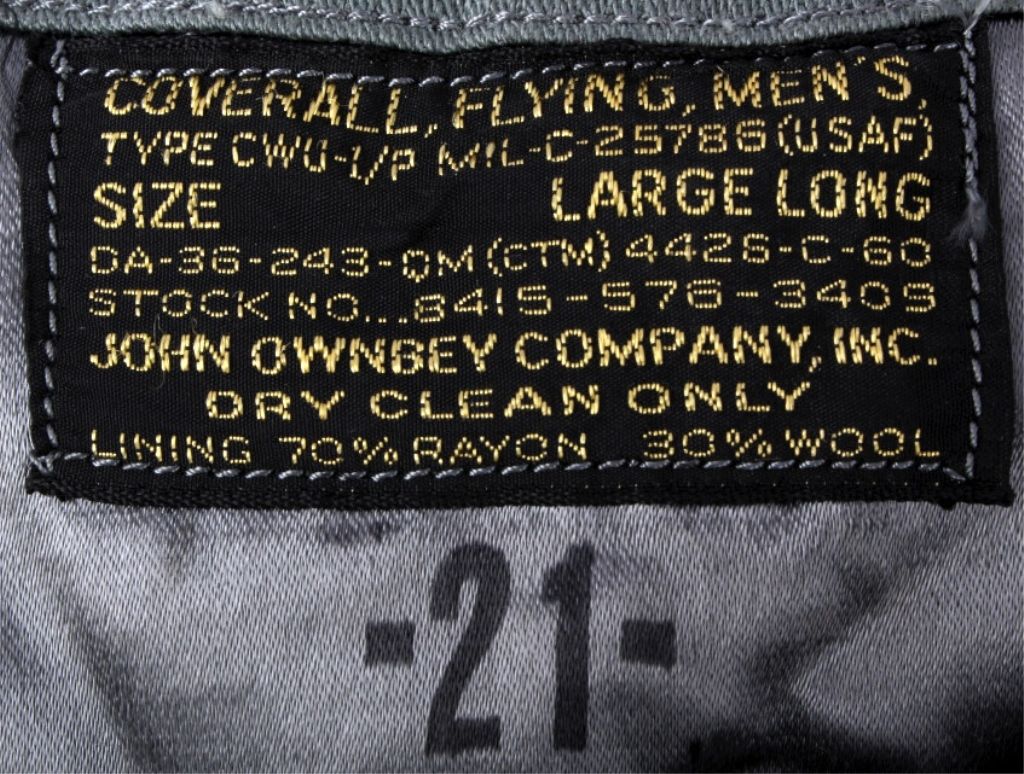 COVERALL, FLYING, MEN'S,
TYPE CWU-1/P MIL-C-25786 (USAF)
SIZE LARGE LONG
DA-36-243-QM(CTM) 4426-C-60
STOCK NO...8415-576-3405
JOHN OWNBEY COMPANY, INC.
DRY CLEAN ONLY
LINING 70% RAYON 30% WOOL
-21-